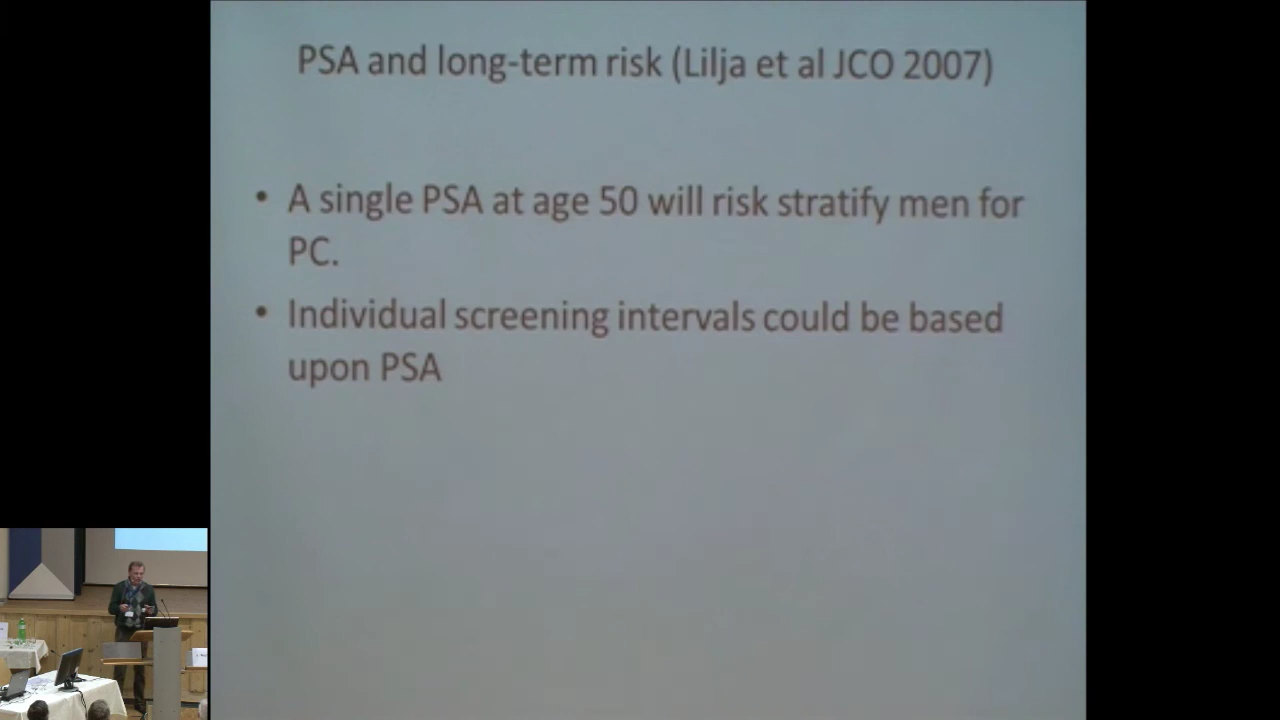 PSA and long-term risk (Lilja et al JCO 2007)
• A single PSA at age 50 will risk stratify men for
PC.
• Individual screening intervals could be based
upon PSA